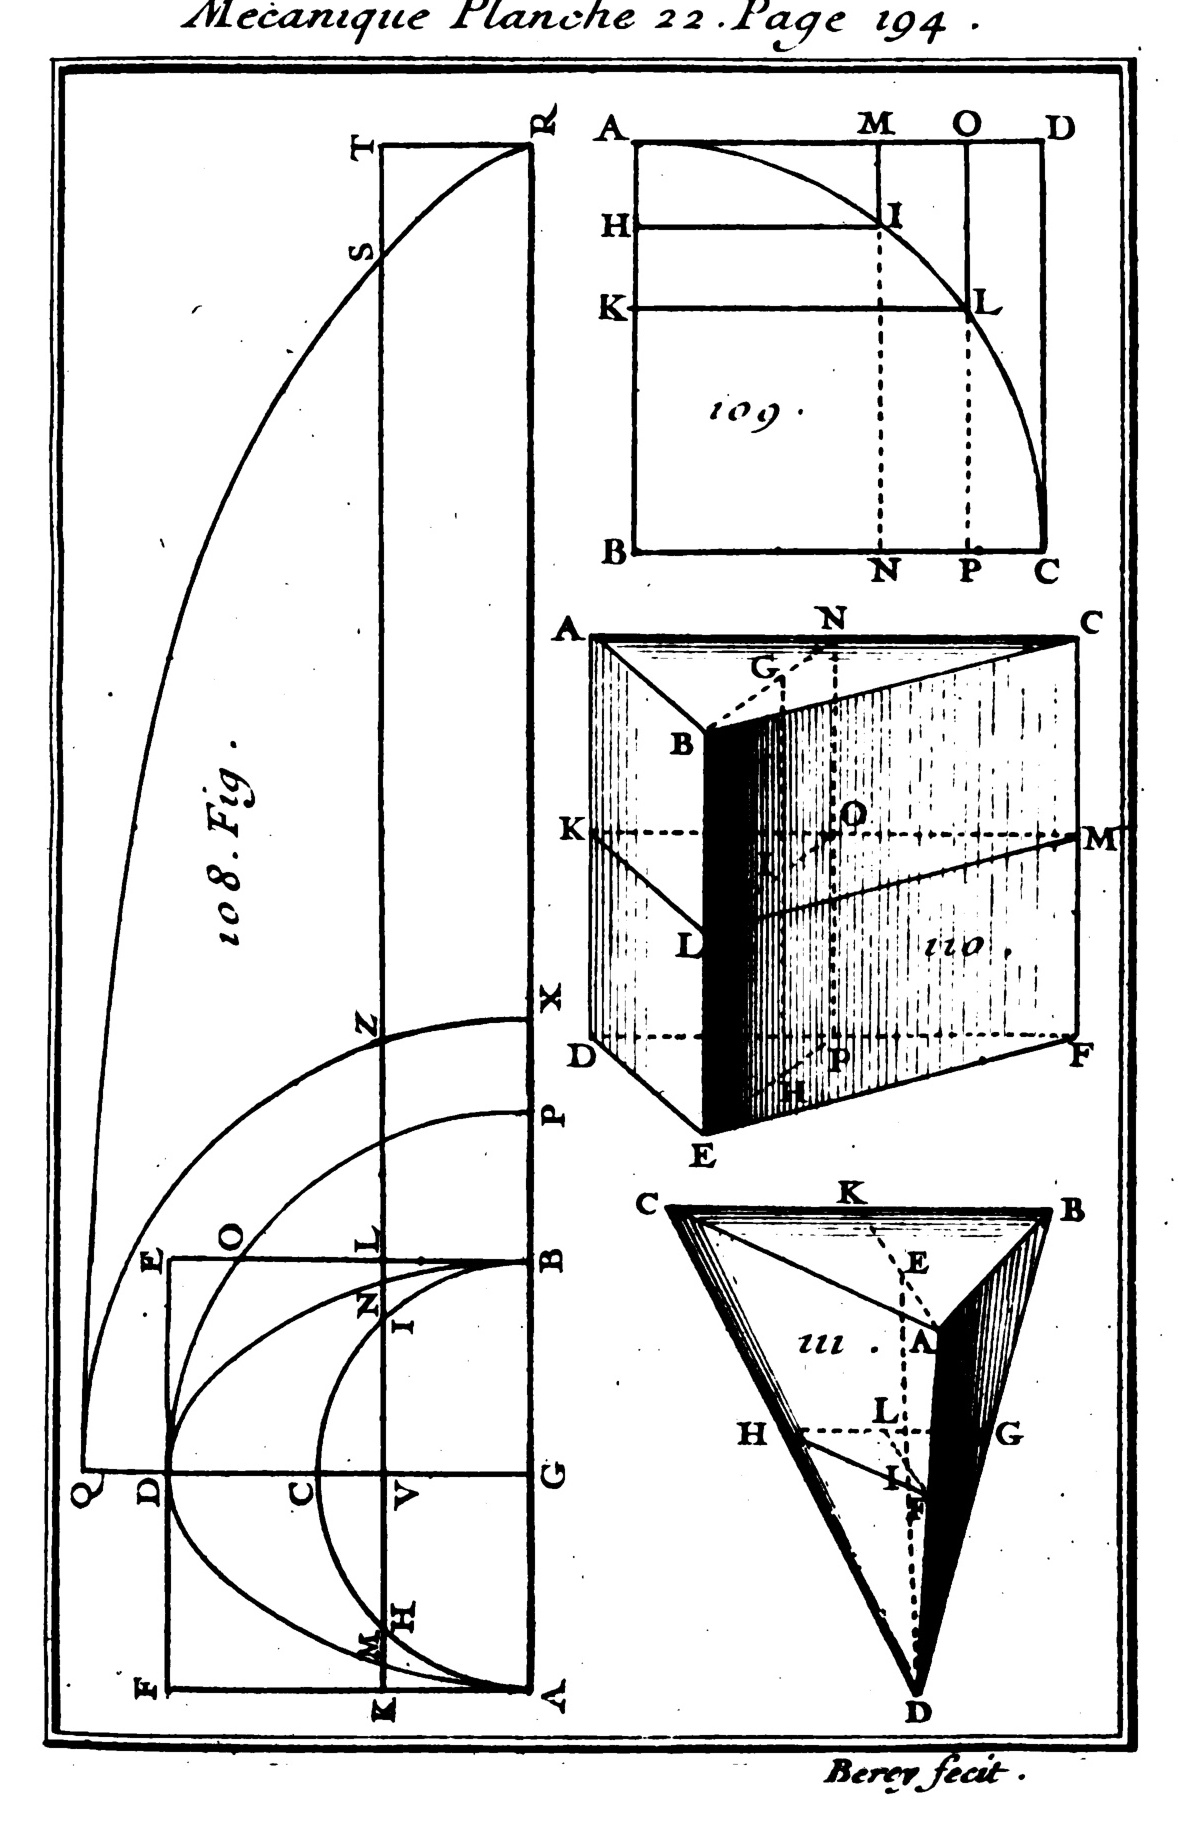 Mecanique Planche 22. Page 194.
T R
S
108. Fig.
Z X
P
E O L B
N I
Q D C V G
M H
F K A
A M O D
H I
K L
109.
B N P C
A N C
G
B
K O M
I
L 110.
D P F
H
E
C K B
E
111. A
H L G
I
D
Berey fecit.